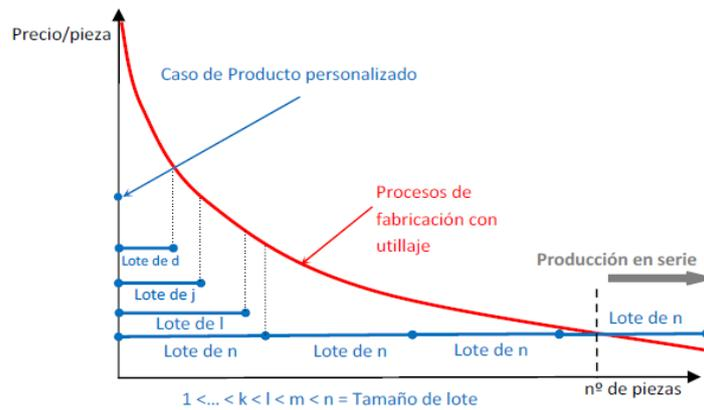 Precio/pieza
Caso de Producto personalizado
Procesos de
fabricación con
utillaje
Producción en serie
Lote de d
Lote de j
Lote de l
Lote de n
Lote de n
Lote de n
Lote de n
nº de piezas
1 <... < k < l < m < n = Tamaño de lote